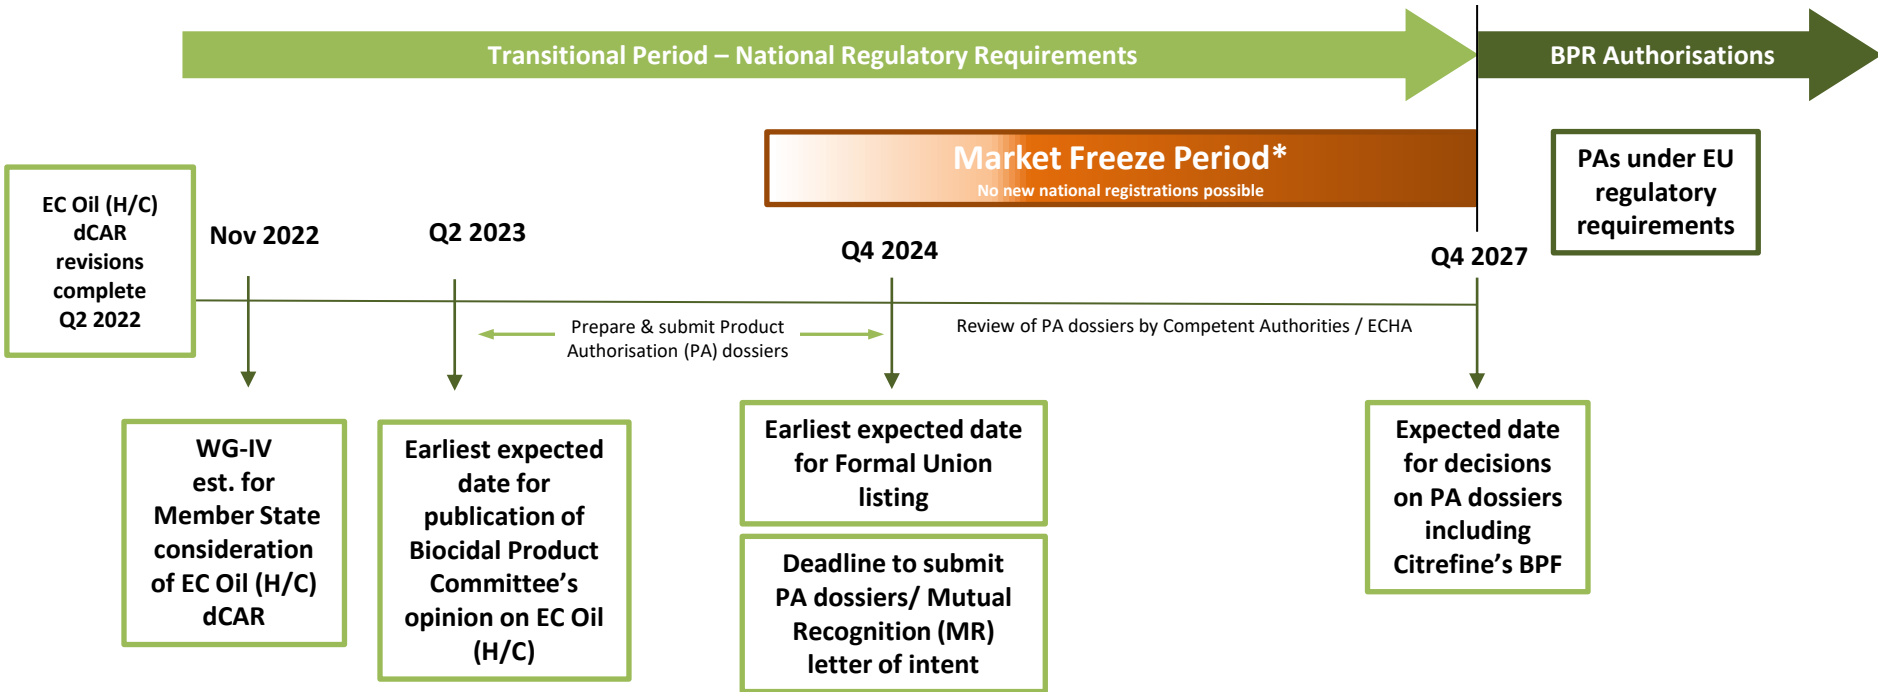 Transitional Period – National Regulatory Requirements
BPR Authorisations
Market Freeze Period*
No new national registrations possible
PAs under EU
regulatory
requirements
EC Oil (H/C)
dCAR
revisions
complete
Q2 2022
Nov 2022
Q2 2023
Q4 2024
Q4 2027
Prepare & submit Product
Authorisation (PA) dossiers
Review of PA dossiers by Competent Authorities / ECHA
WG-IV
est. for
Member State
consideration
of EC Oil (H/C)
dCAR
Earliest expected
date for
publication of
Biocidal Product
Committee’s
opinion on EC Oil
(H/C)
Earliest expected date
for Formal Union
listing
Deadline to submit
PA dossiers/ Mutual
Recognition (MR)
letter of intent
Expected date
for decisions
on PA dossiers
including
Citrefine’s BPF